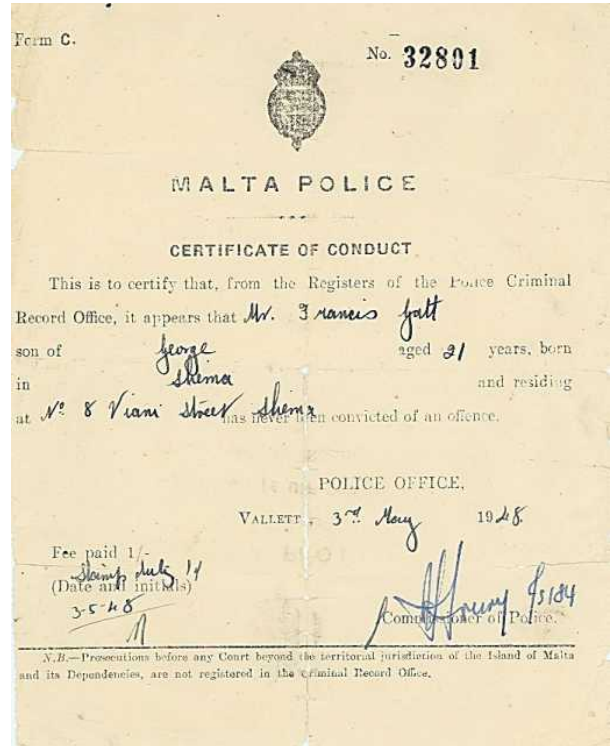 Form C.
No. 32801
MALTA POLICE
CERTIFICATE OF CONDUCT
This is to certify that, from the Registers of the Police Criminal
Record Office, it appears that Mr. Francis Galt
son of George aged 21 years, born
in Sliema and residing
at No. 8 Viani Street Sliema has never been convicted of an offence.
POLICE OFFICE,
VALLETTA, 3rd May 1948.
Fee paid 1/-
Stamp duty 1/
(Date and initials)
3-5-48
Commissioner of Police.
N.B.—Prosecutions before any Court beyond the territorial jurisdiction of the Island of Malta
and its Dependencies, are not registered in the Criminal Record Office.